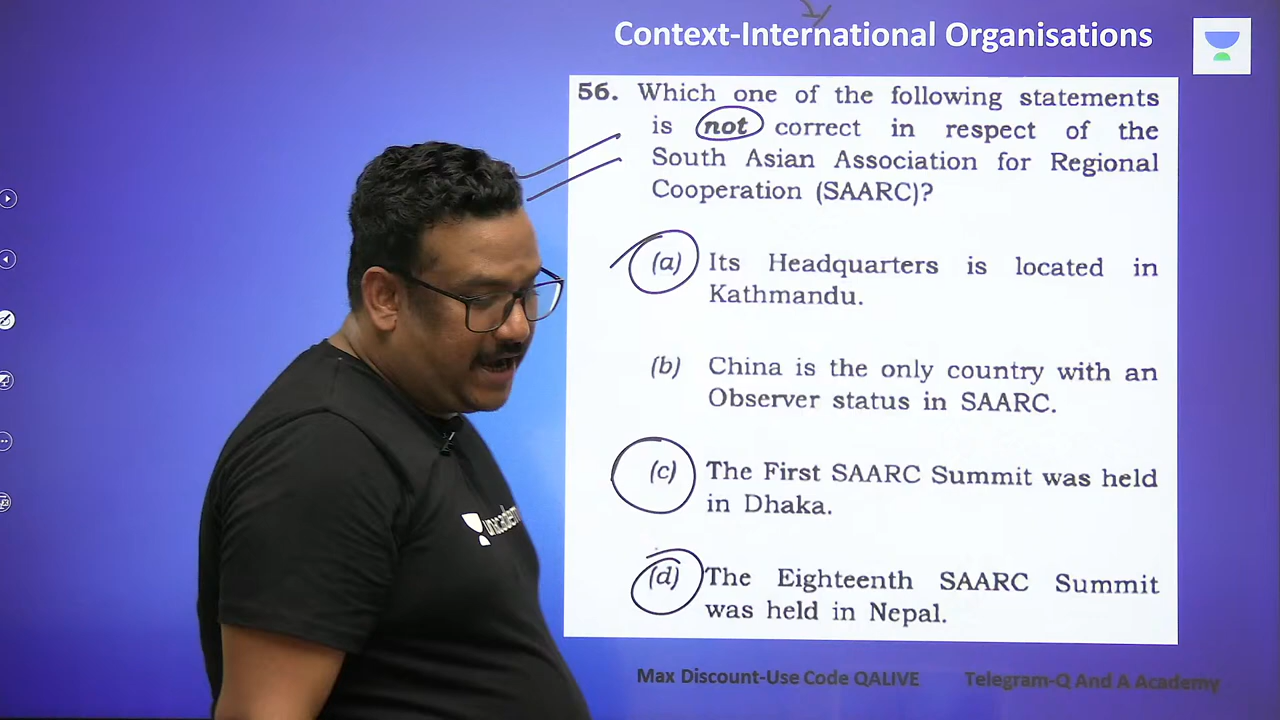 Context-International Organisations
56. Which one of the following statements
is not correct in respect of the
South Asian Association for Regional
Cooperation (SAARC)?
(a) Its Headquarters is located in
Kathmandu.
(b) China is the only country with an
Observer status in SAARC.
(c) The First SAARC Summit was held
in Dhaka.
(d) The Eighteenth SAARC Summit
was held in Nepal.
unacademy
Max Discount-Use Code QALIVE
Telegram-Q And A Academy